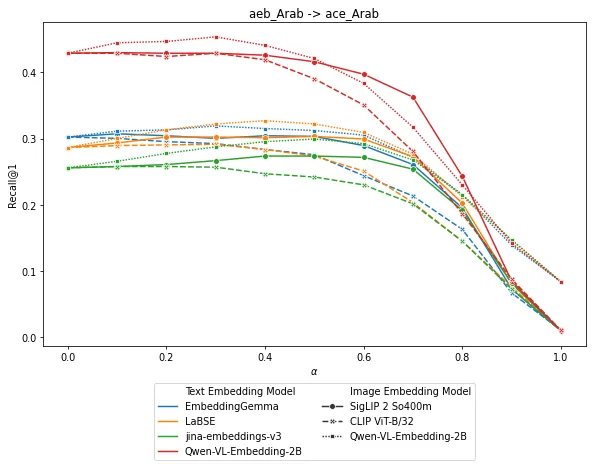 aeb_Arab -> ace_Arab
Recall@1
0.4
0.3
0.2
0.1
0.0
0.0 0.2 0.4 0.6 0.8 1.0
α
Text Embedding Model
EmbeddingGemma
LaBSE
jina-embeddings-v3
Qwen-VL-Embedding-2B
Image Embedding Model
SigLIP 2 So400m
CLIP ViT-B/32
Qwen-VL-Embedding-2B